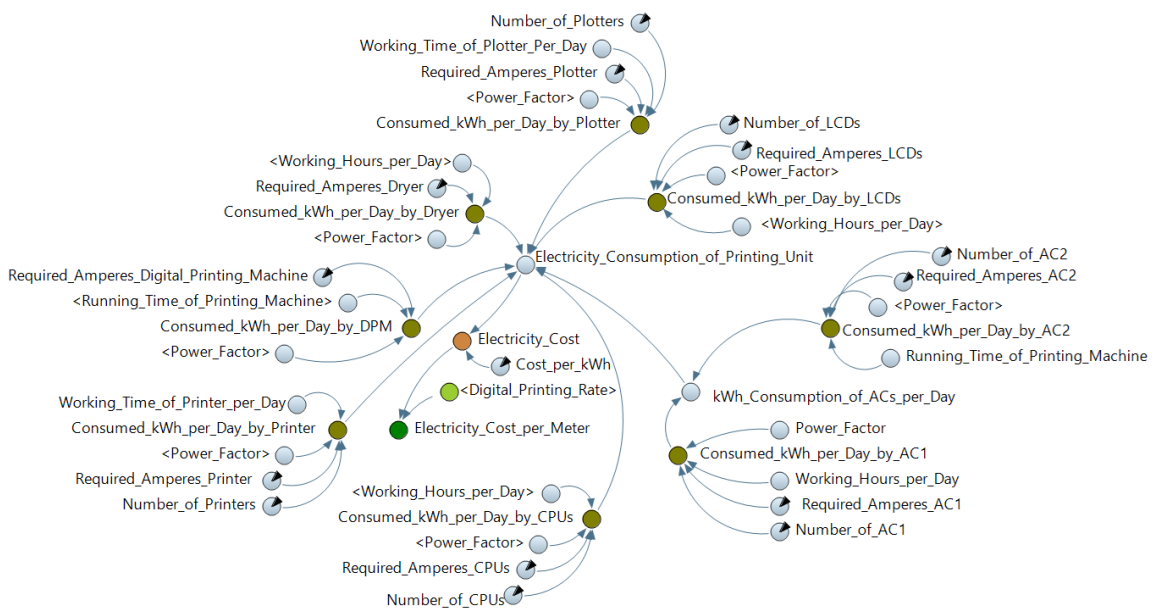 Number_of_Plotters
Working_Time_of_Plotter_Per_Day
Required_Amperes_Plotter
<Power_Factor>
Consumed_kWh_per_Day_by_Plotter
Number_of_LCDs
Required_Amperes_LCDs
<Power_Factor>
Consumed_kWh_per_Day_by_LCDs
<Working_Hours_per_Day>
<Working_Hours_per_Day>
Required_Amperes_Dryer
Consumed_kWh_per_Day_by_Dryer
<Power_Factor>
Electricity_Consumption_of_Printing_Unit
Number_of_AC2
Required_Amperes_AC2
<Power_Factor>
Consumed_kWh_per_Day_by_AC2
Running_Time_of_Printing_Machine
Required_Amperes_Digital_Printing_Machine
<Running_Time_of_Printing_Machine>
Consumed_kWh_per_Day_by_DPM
<Power_Factor>
Electricity_Cost
Cost_per_kWh
<Digital_Printing_Rate>
Electricity_Cost_per_Meter
kWh_Consumption_of_ACs_per_Day
Power_Factor
Consumed_kWh_per_Day_by_AC1
Working_Hours_per_Day
Required_Amperes_AC1
Number_of_AC1
Working_Time_of_Printer_per_Day
Consumed_kWh_per_Day_by_Printer
<Power_Factor>
Required_Amperes_Printer
Number_of_Printers
<Working_Hours_per_Day>
Consumed_kWh_per_Day_by_CPUs
<Power_Factor>
Required_Amperes_CPUs
Number_of_CPUs